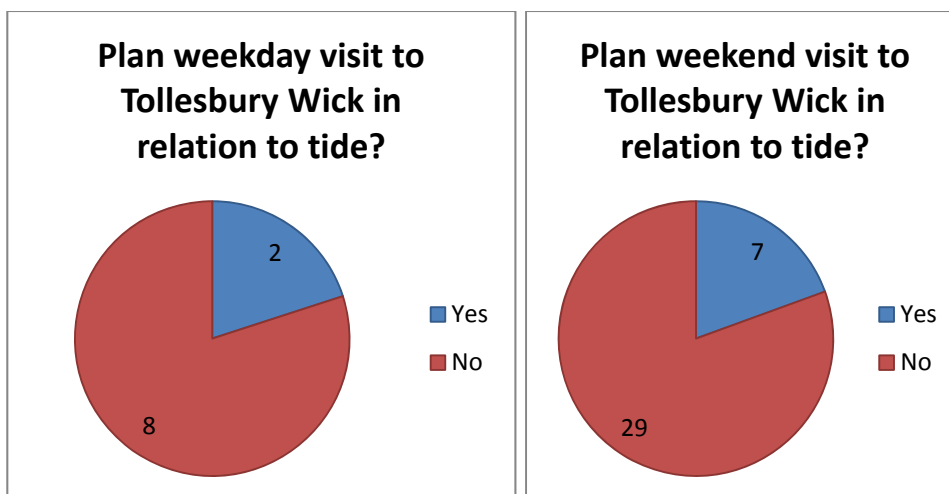 Plan weekday visit to
Tollesbury Wick in
relation to tide?
2
8
Yes
No
Plan weekend visit to
Tollesbury Wick in
relation to tide?
7
29
Yes
No